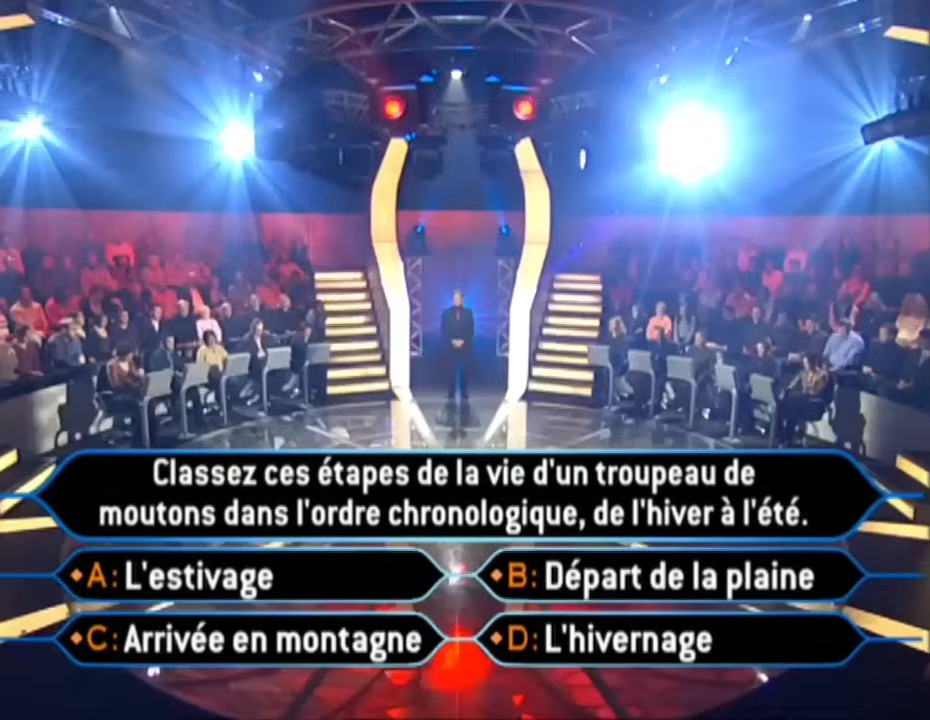 Classez ces étapes de la vie d'un troupeau de
moutons dans l'ordre chronologique, de l'hiver à l'été.
A: L'estivage
B: Départ de la plaine
C: Arrivée en montagne
D: L'hivernage